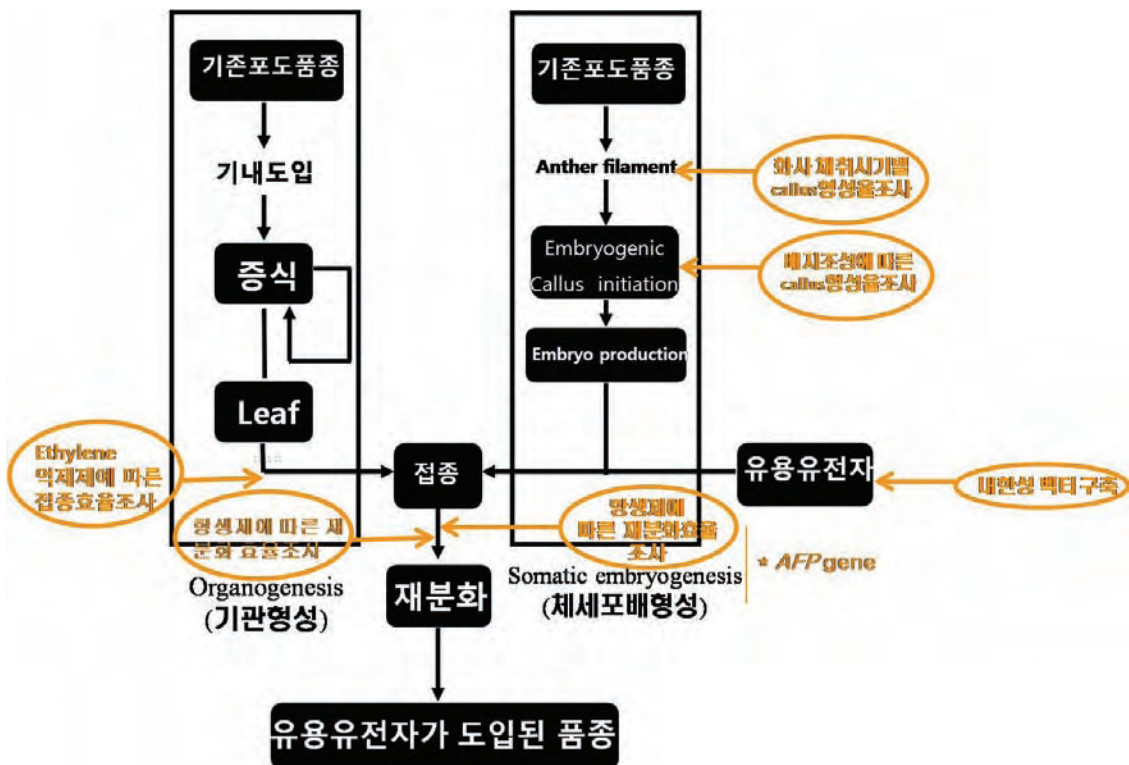 기존포도품종
기내도입
증식
Leaf
Ethylene
억제제에 따른
접종효율조사
항생제에 따른 재
분화 효율조사
Organogenesis
(기관형성)
기존포도품종
Anther filament
Embryogenic
Callus initiation
Embryo production
화사 채취시기별
callus형성율조사
배지조성에 따른
callus형성율조사
접종
유용유전자
내한성 벡터 구축
항생제에
따른 재분화효율
조사
Somatic embryogenesis
(체세포배형성)
* AFP gene
재분화
유용유전자가 도입된 품종